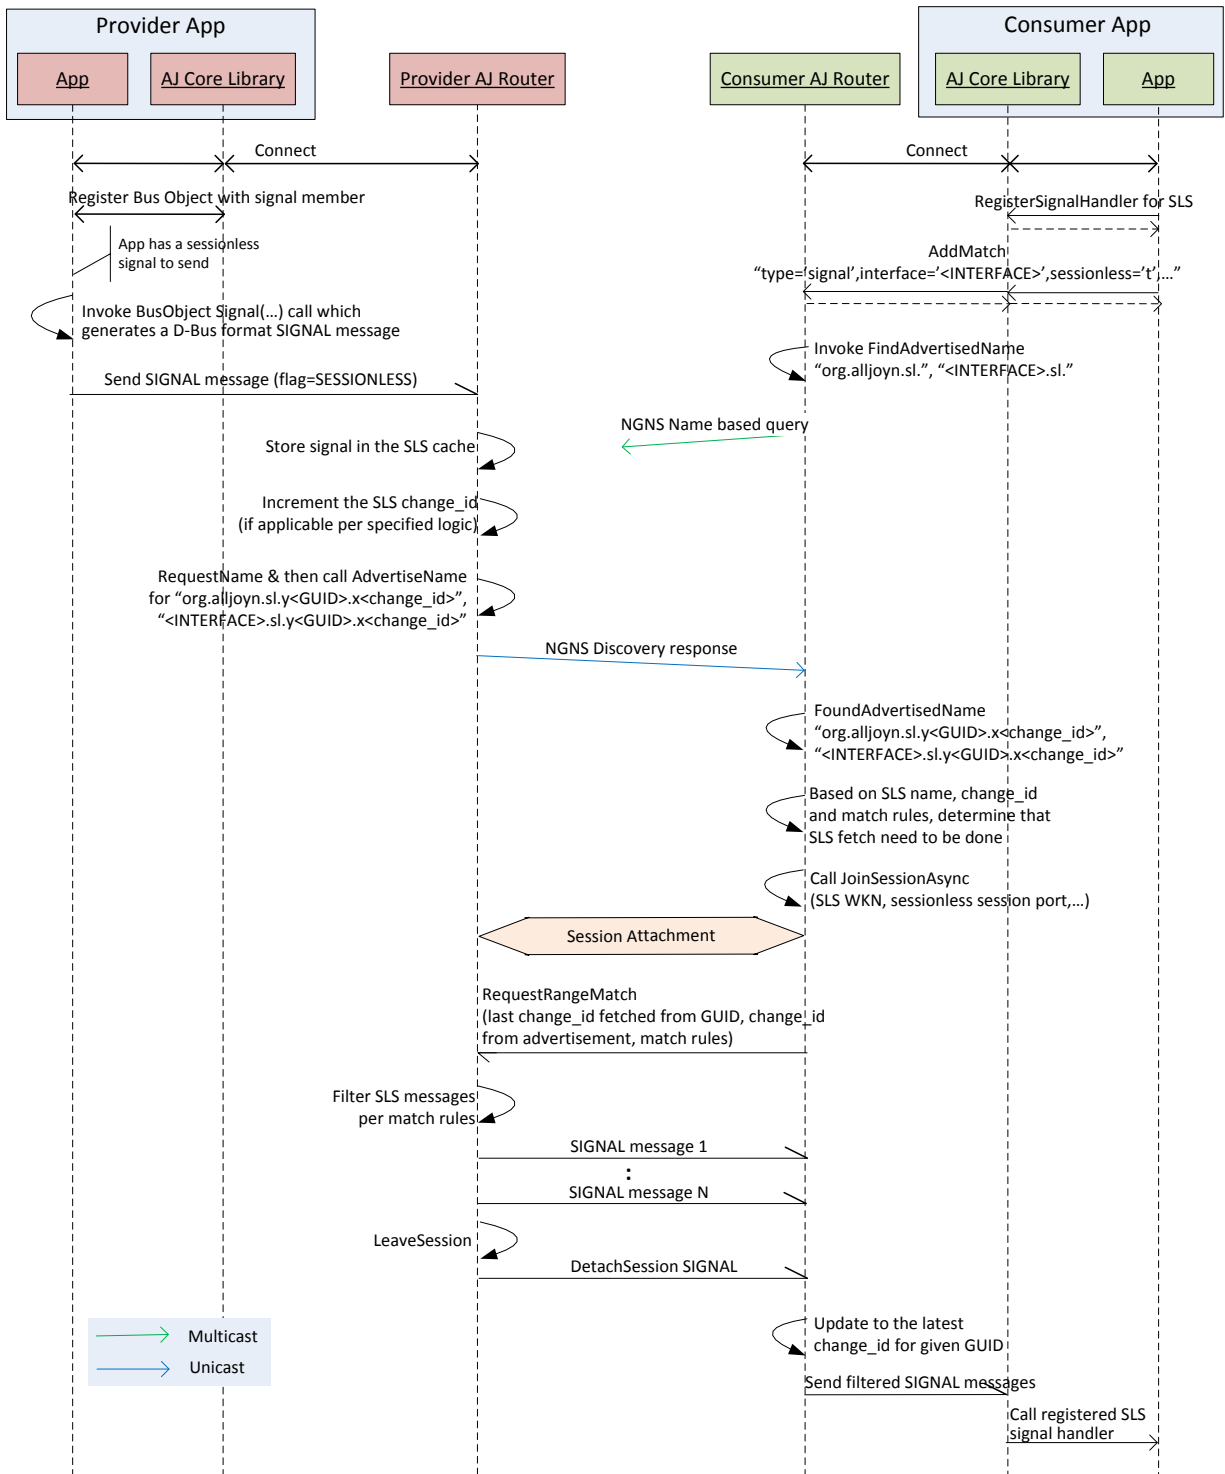 Provider App
Consumer App
App
AJ Core Library
Provider AJ Router
Consumer AJ Router
AJ Core Library
App
Connect
Connect
Register Bus Object with signal member
RegisterSignalHandler for SLS
App has a sessionless
signal to send
AddMatch
“type=’signal’,interface=’<INTERFACE>’,sessionless=’t’,…”
Invoke BusObject Signal(…) call which
generates a D-Bus format SIGNAL message
Invoke FindAdvertisedName
“org.alljoyn.sl.”, “<INTERFACE>.sl.”
Send SIGNAL message (flag=SESSIONLESS)
NGNS Name based query
Store signal in the SLS cache
Increment the SLS change_id
(if applicable per specified logic)
RequestName & then call AdvertiseName
for “org.alljoyn.sl.y<GUID>.x<change_id>”,
“<INTERFACE>.sl.y<GUID>.x<change_id>”
NGNS Discovery response
FoundAdvertisedName
“org.alljoyn.sl.y<GUID>.x<change_id>”,
“<INTERFACE>.sl.y<GUID>.x<change_id>”
Based on SLS name, change_id
and match rules, determine that
SLS fetch need to be done
Call JoinSessionAsync
(SLS WKN, sessionless session port,…)
Session Attachment
RequestRangeMatch
(last change_id fetched from GUID, change_id
from advertisement, match rules)
Filter SLS messages
per match rules
SIGNAL message 1
:
SIGNAL message N
LeaveSession
DetachSession SIGNAL
Multicast
Unicast
Update to the latest
change_id for given GUID
Send filtered SIGNAL messages
Call registered SLS
signal handler